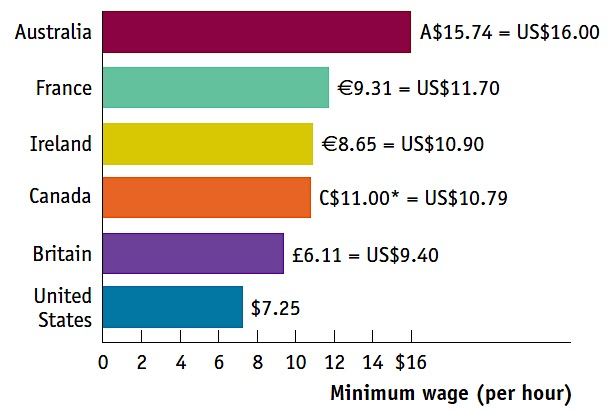 Australia A$15.74 = US$16.00
France €9.31 = US$11.70
Ireland €8.65 = US$10.90
Canada C$11.00* = US$10.79
Britain £6.11 = US$9.40
United
States $7.25
0 2 4 6 8 10 12 14 $16
Minimum wage (per hour)